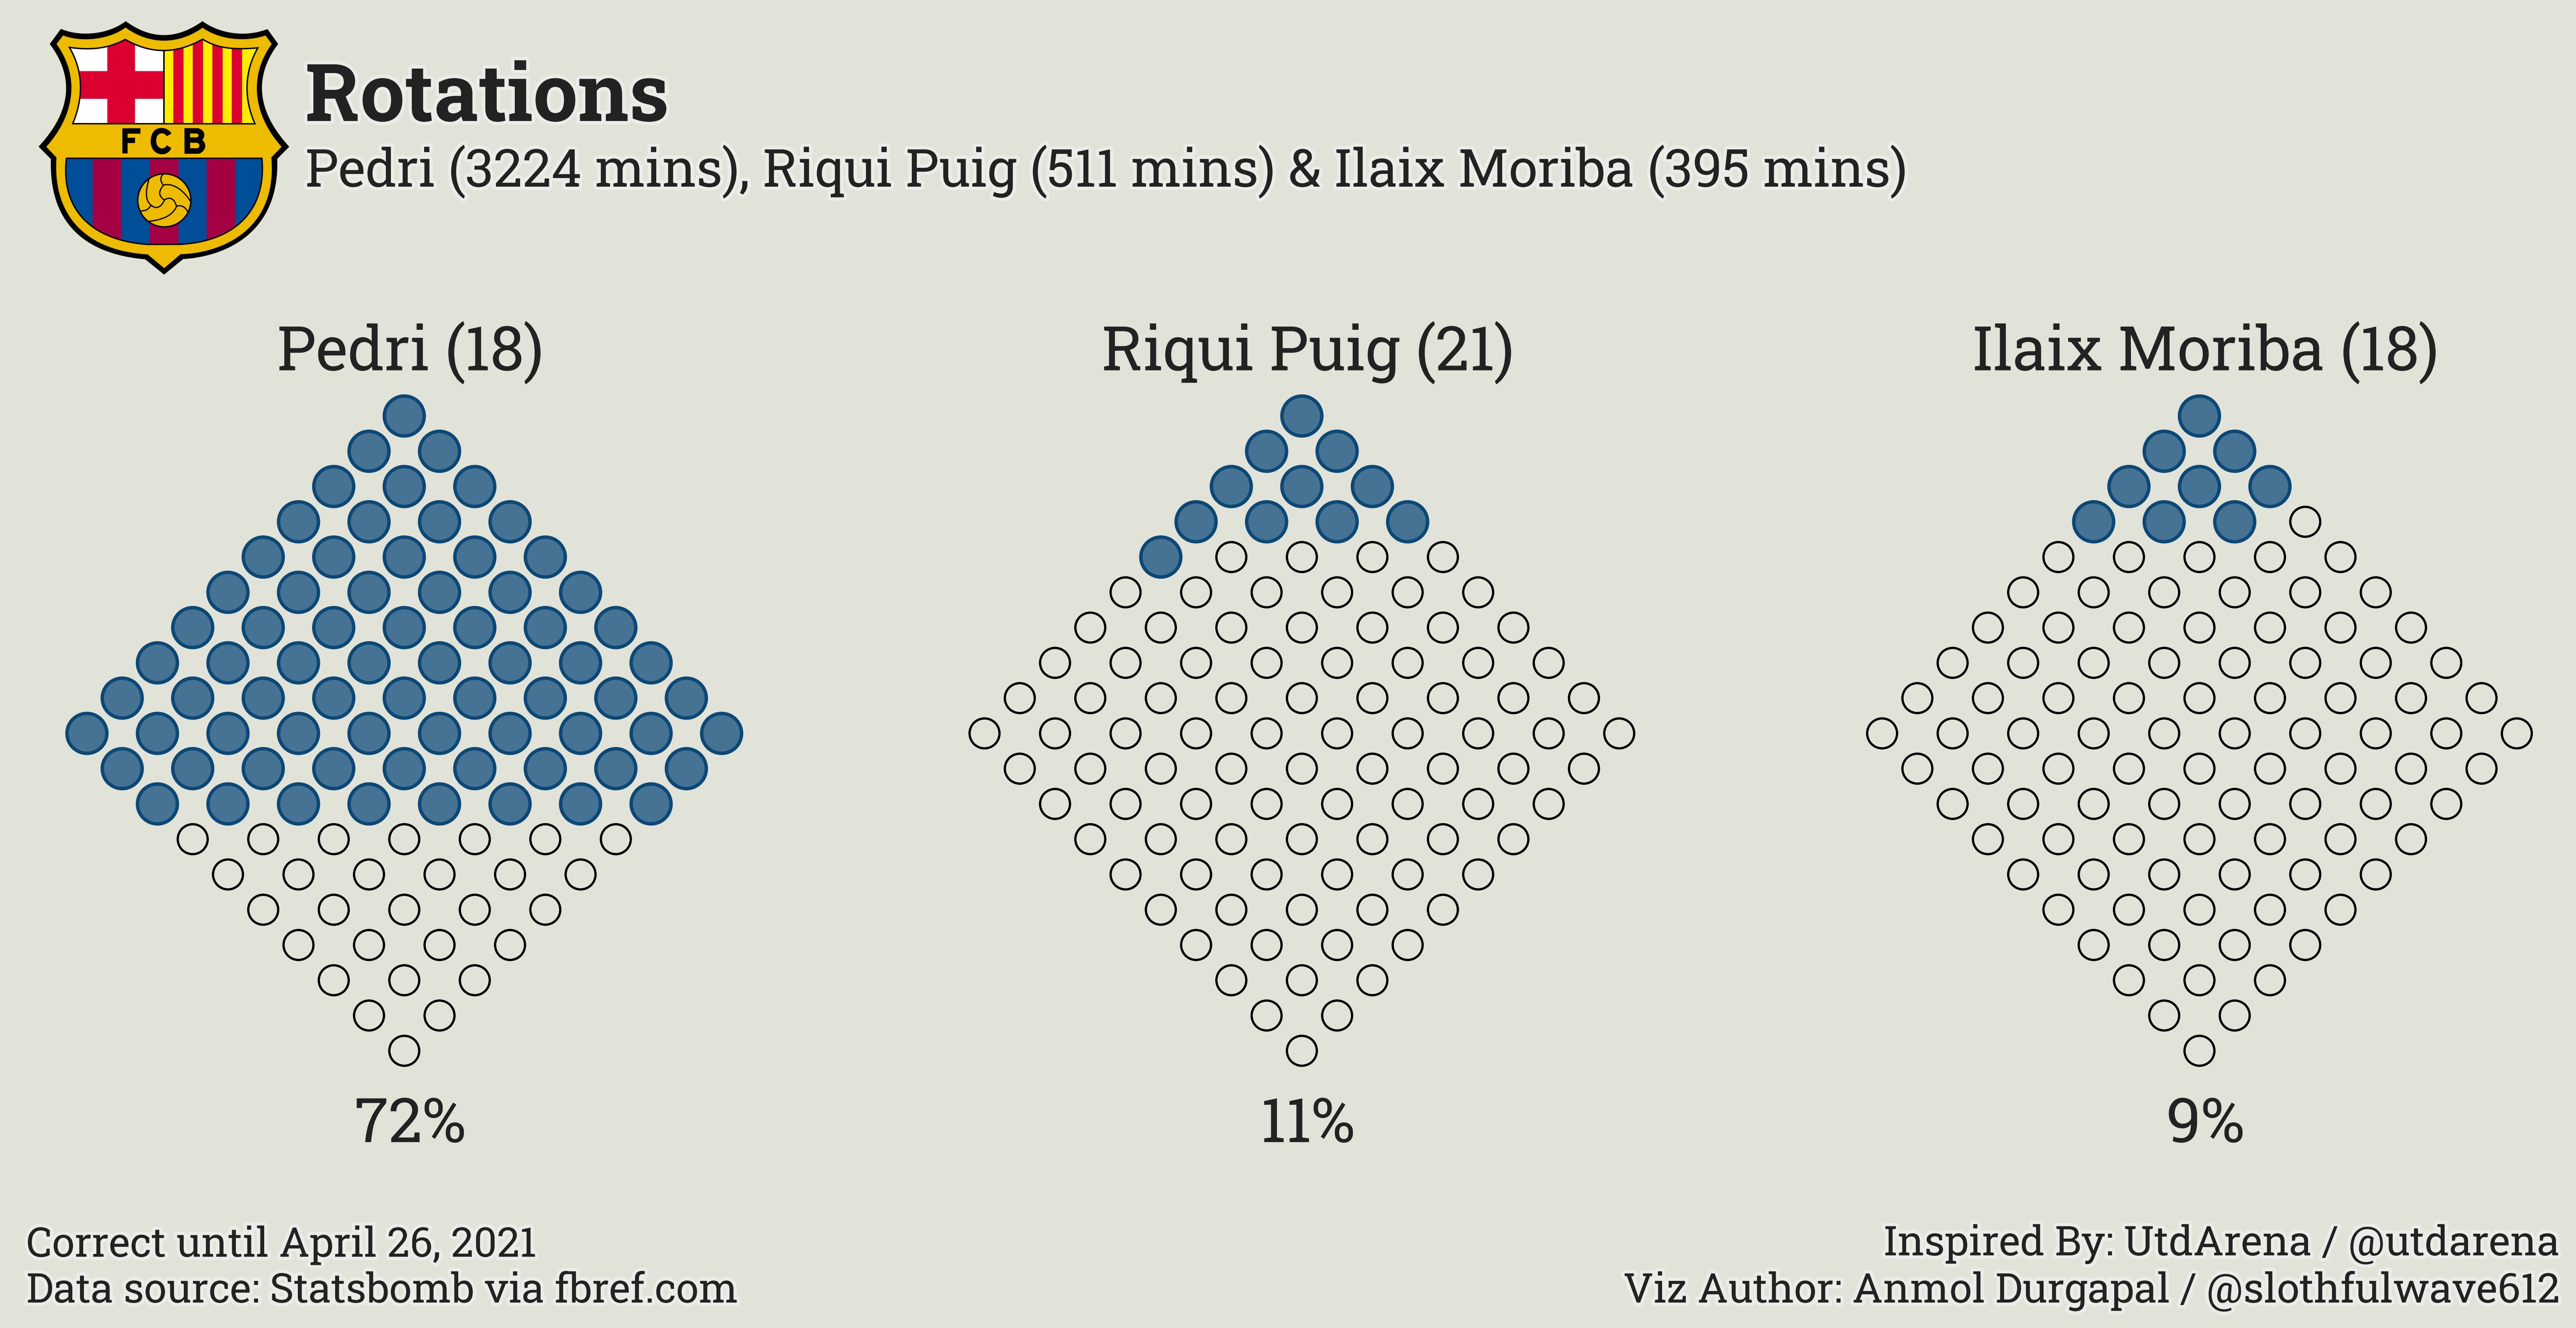 FCB
Rotations
Pedri (3224 mins), Riqui Puig (511 mins) & Ilaix Moriba (395 mins)
Pedri (18)
Riqui Puig (21)
Ilaix Moriba (18)
72%
11%
9%
Correct until April 26, 2021
Data source: Statsbomb via fbref.com
Inspired By: UtdArena / @utdarena
Viz Author: Anmol Durgapal / @slothfulwave612